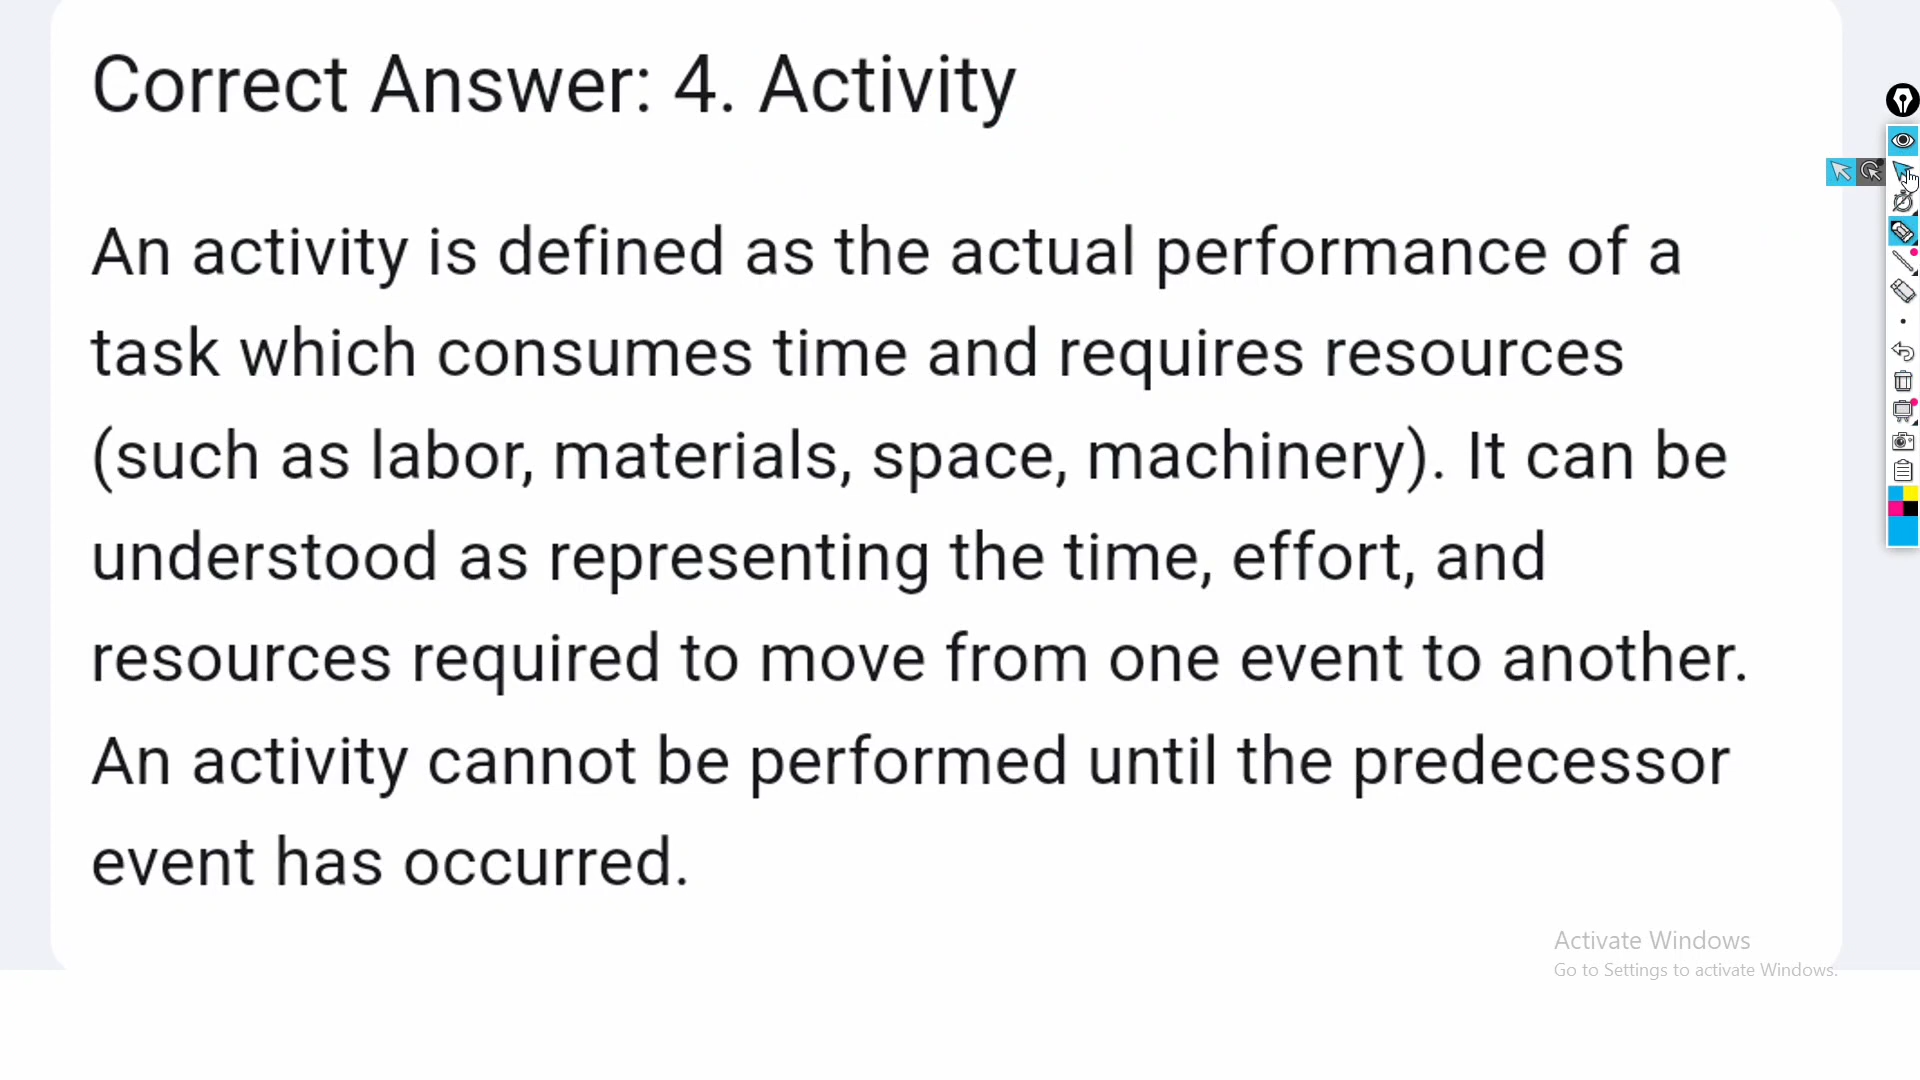 Correct Answer: 4. Activity
An activity is defined as the actual performance of a
task which consumes time and requires resources
(such as labor, materials, space, machinery). It can be
understood as representing the time, effort, and
resources required to move from one event to another.
An activity cannot be performed until the predecessor
event has occurred.
Activate Windows
Go to Settings to activate Windows.